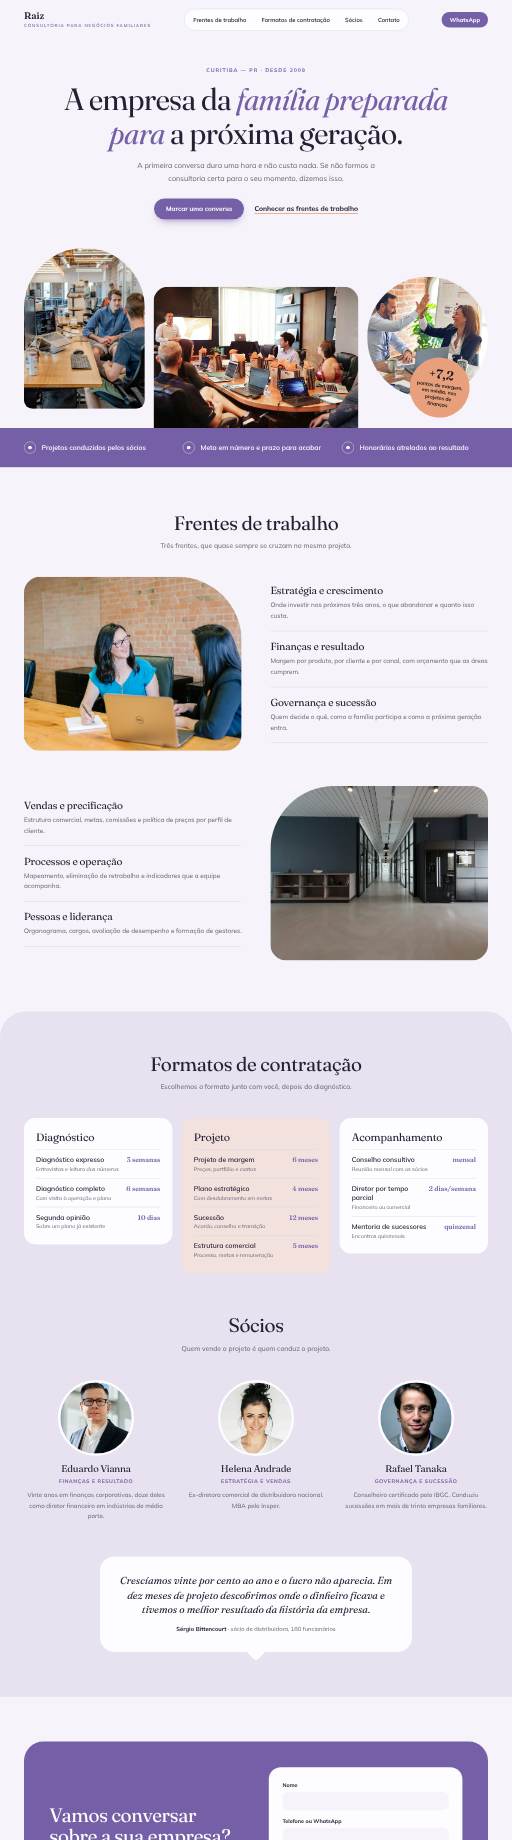 Raiz
CONSULTORIA PARA NEGÓCIOS FAMILIARES
Frentes de trabalho
Formatos de contratação
Sócios
Contato
WhatsApp
CURITIBA — PR · DESDE 2008
A empresa da família preparada
para a próxima geração.
A primeira conversa dura uma hora e não custa nada. Se não formos a
consultoria certa para o seu momento, dizemos isso.
Marcar uma conversa
Conhecer as frentes de trabalho
+7,2
pontos de margem,
em média, nos
projetos de
finanças
Projetos conduzidos pelos sócios
Meta em número e prazo para acabar
Honorários atrelados ao resultado
Frentes de trabalho
Três frentes, que quase sempre se cruzam no mesmo projeto.
Estratégia e crescimento
Onde investir nos próximos três anos, o que abandonar e quanto isso
custa.
Finanças e resultado
Margem por produto, por cliente e por canal, com orçamento que as áreas
cumprem.
Governança e sucessão
Quem decide o quê, como a família participa e como a próxima geração
entra.
Vendas e precificação
Estrutura comercial, metas, comissões e política de preços por perfil de
cliente.
Processos e operação
Mapeamento, eliminação de retrabalho e indicadores que a equipe
acompanha.
Pessoas e liderança
Organograma, cargos, avaliação de desempenho e formação de gestores.
Formatos de contratação
Escolhemos o formato junto com você, depois do diagnóstico.
Diagnóstico
Diagnóstico expresso 3 semanas
Entrevistas e leitura dos números
Diagnóstico completo 6 semanas
Com visita à operação e plano
Segunda opinião 10 dias
Sobre um plano já existente
Projeto
Projeto de margem 6 meses
Preços, portfólio e custos
Plano estratégico 4 meses
Com desdobramento em metas
Sucessão 12 meses
Acordo, conselho e transição
Estrutura comercial 5 meses
Processo, metas e remuneração
Acompanhamento
Conselho consultivo mensal
Reunião mensal com os sócios
Diretor por tempo 2 dias/semana
parcial
Financeiro ou comercial
Mentoria de sucessores quinzenal
Encontros quinzenais
Sócios
Quem vende o projeto é quem conduz o projeto.
Eduardo Vianna
FINANÇAS E RESULTADO
Vinte anos em finanças corporativas, doze deles
como diretor financeiro em indústrias de médio
porte.
Helena Andrade
ESTRATÉGIA E VENDAS
Ex-diretora comercial de distribuidora nacional,
MBA pelo Insper.
Rafael Tanaka
GOVERNANÇA E SUCESSÃO
Conselheiro certificado pelo IBGC. Conduziu
sucessões em mais de trinta empresas familiares.
Crescíamos vinte por cento ao ano e o lucro não aparecia. Em
dez meses de projeto descobrimos onde o dinheiro ficava e
tivemos o melhor resultado da história da empresa.
Sérgio Bittencourt · sócio de distribuidora, 180 funcionários
Vamos conversar
sobre a sua empresa?
Nome
Telefone ou WhatsApp